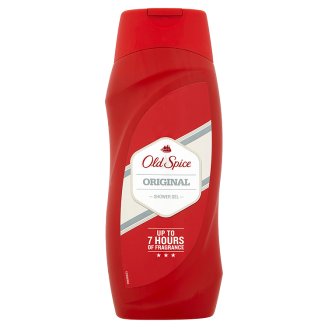 Old Spice
ORIGINAL
SHOWER GEL
UP TO
7 HOURS
OF FRAGRANCE